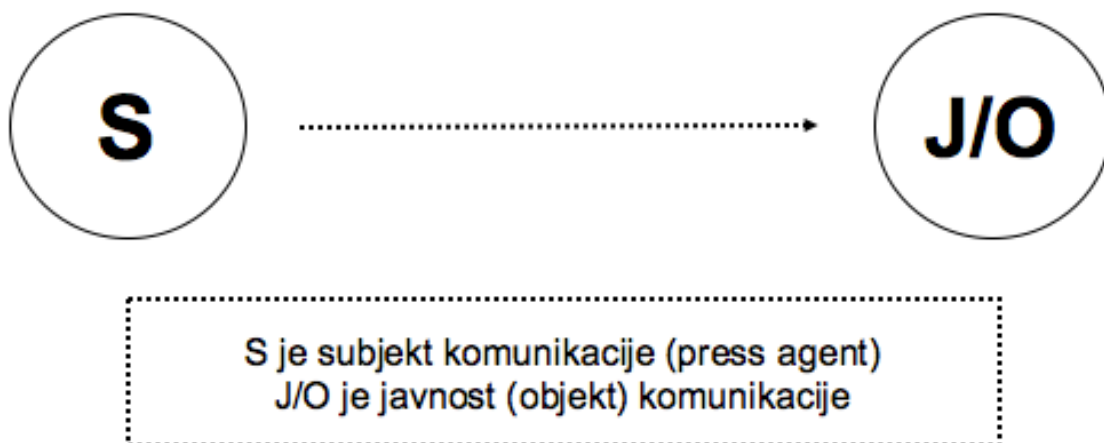 S
J/O
S je subjekt komunikacije (press agent)
J/O je javnost (objekt) komunikacije